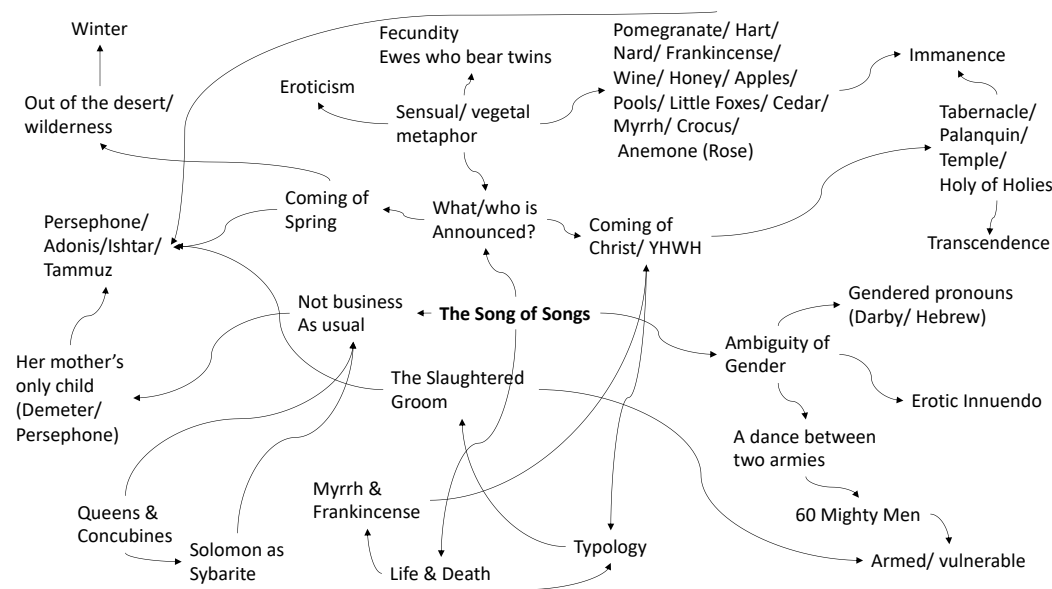 Winter
Fecundity
Ewes who bear twins
Pomegranate/ Hart/
Nard/ Frankincense/
Wine/ Honey/ Apples/
Pools/ Little Foxes/ Cedar/
Myrrh/ Crocus/
Anemone (Rose)
Immanence
Eroticism
Out of the desert/
wilderness
Sensual/ vegetal
metaphor
Tabernacle/
Palanquin/
Temple/
Holy of Holies
Coming of
Spring
What/who is
Announced?
Coming of
Christ/ YHWH
Persephone/
Adonis/Ishtar/
Tammuz
Transcendence
Not business
As usual
The Song of Songs
Gendered pronouns
(Darby/ Hebrew)
Ambiguity of
Gender
Her mother’s
only child
(Demeter/
Persephone)
The Slaughtered
Groom
Erotic Innuendo
A dance between
two armies
Myrrh &
Frankincense
Queens &
Concubines
60 Mighty Men
Solomon as
Sybarite
Life & Death
Typology
Armed/ vulnerable